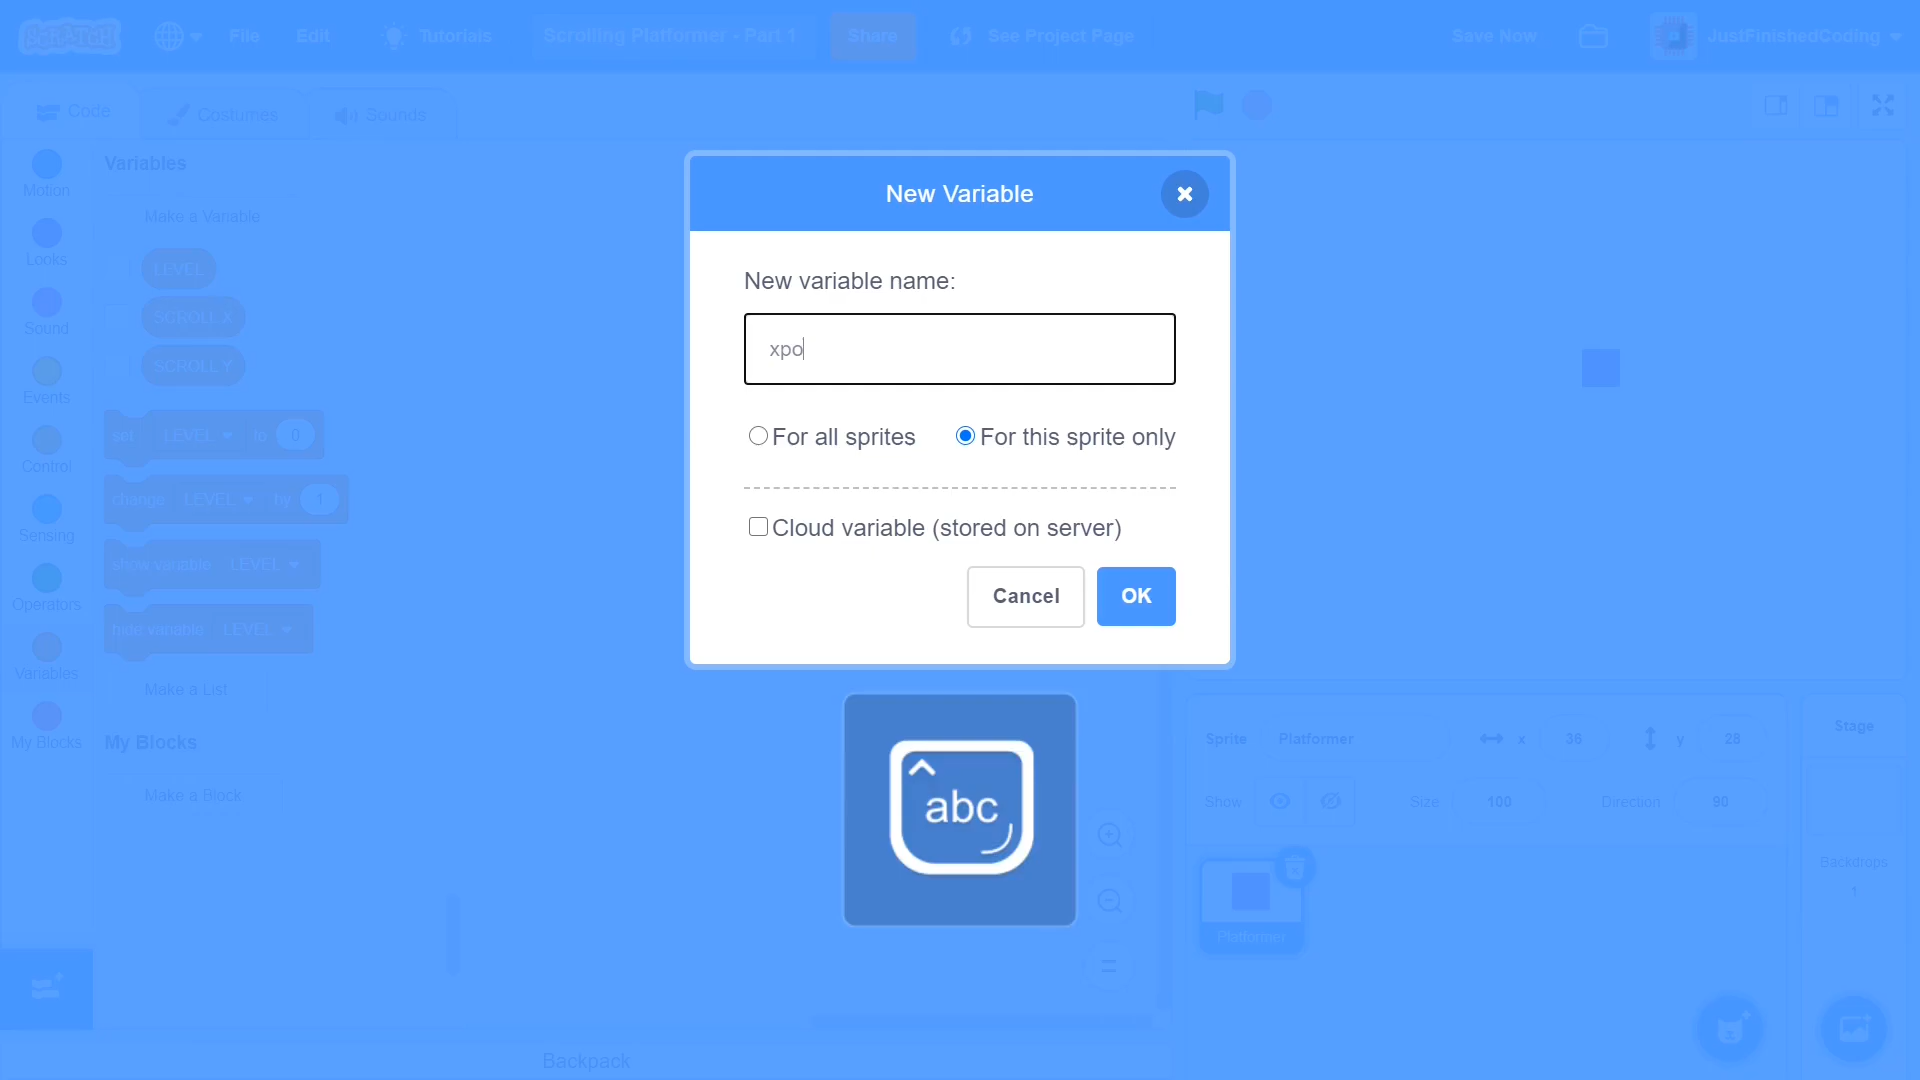 SCRATCH
File
Edit
Tutorials
Scrolling Platformer - Part 1
Share
See Project Page
Save Now
JustFinishedCoding
Code
Costumes
Sounds
Motion
Looks
Sound
Events
Control
Sensing
Operators
Variables
My Blocks
Variables
Make a Variable
LEVEL
SCROLL X
SCROLL Y
set LEVEL to 0
change LEVEL by 1
show variable LEVEL
hide variable LEVEL
Make a List
My Blocks
Make a Block
New Variable
New variable name:
xpo
For all sprites
For this sprite only
Cloud variable (stored on server)
Cancel
OK
abc
Sprite
Platformer
x
36
y
28
Show
Size
100
Direction
90
Platformer
Stage
Backdrops
1
Backpack